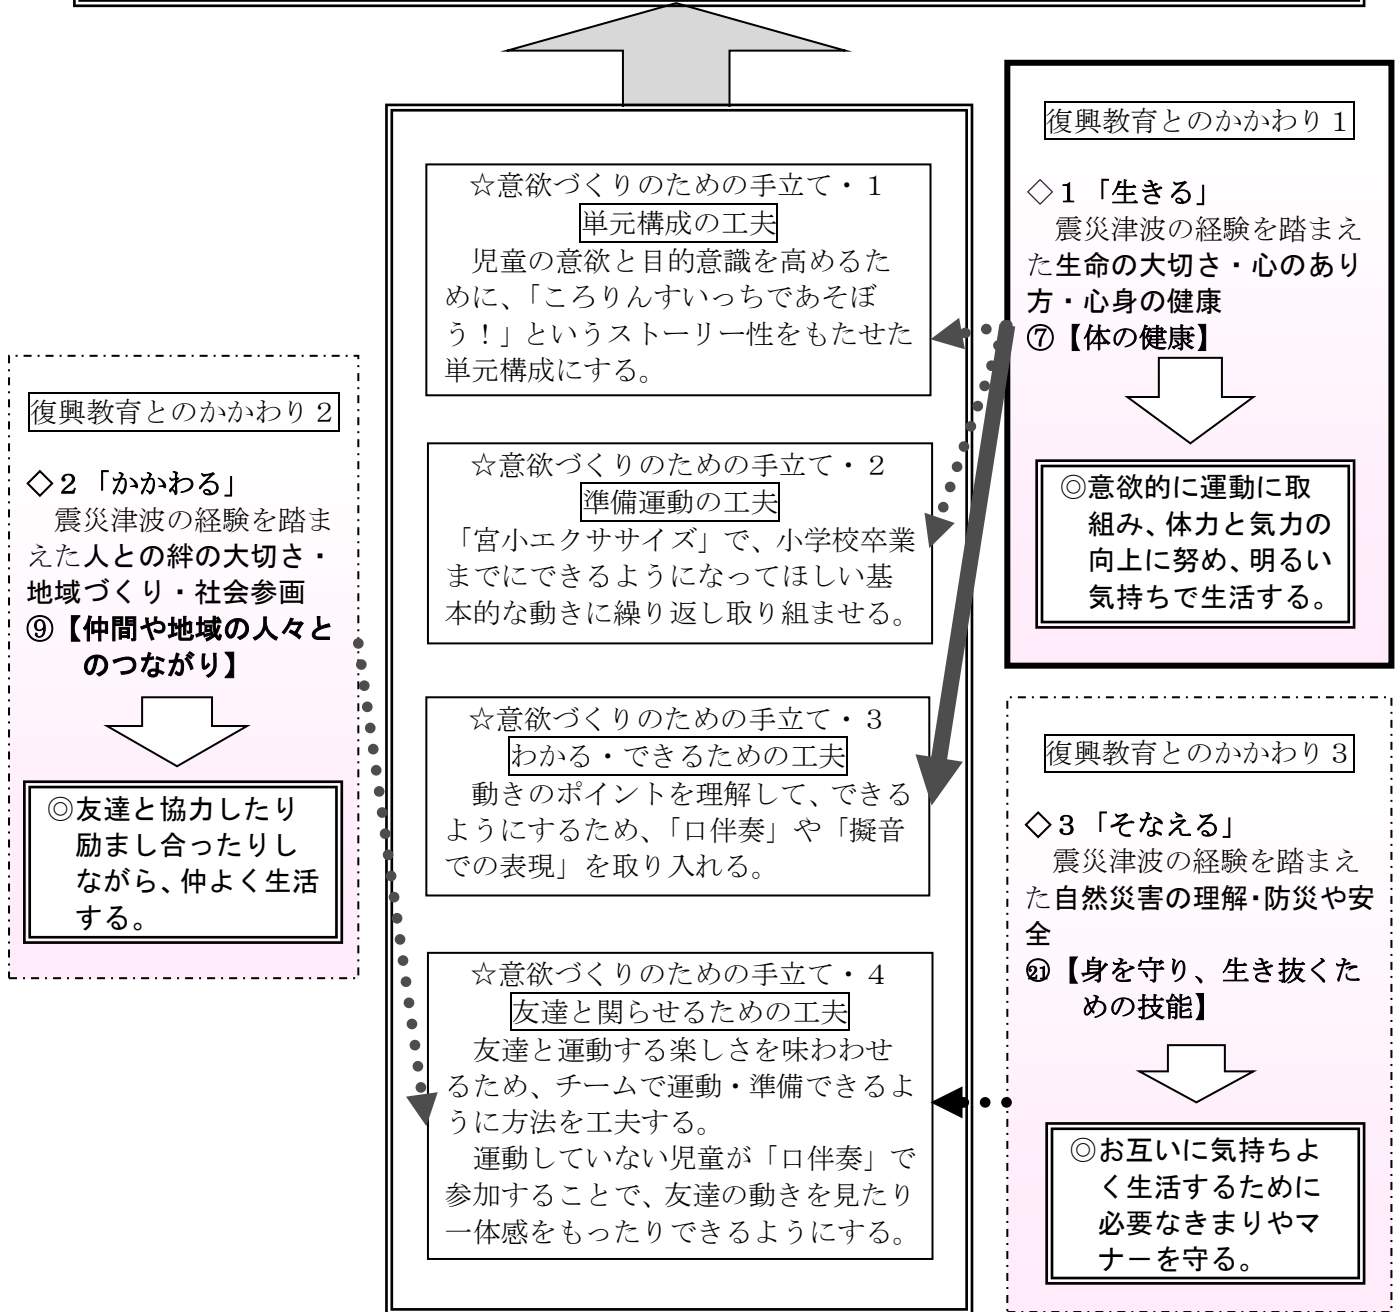 復興教育とのかかわり１
◇１「生きる」
震災津波の経験を踏まえ
た生命の大切さ・心のあり
方・心身の健康
⑦【体の健康】
◎意欲的に運動に取
組み、体力と気力の
向上に努め、明るい
気持ちで生活する。
☆意欲づくりのための手立て・１
単元構成の工夫
児童の意欲と目的意識を高めるた
めに、「ころりんすいっちであそぼ
う！」というストーリー性をもたせた
単元構成にする。
☆意欲づくりのための手立て・２
準備運動の工夫
「宮小エクササイズ」で、小学校卒業
までにできるようになってほしい基
本的な動きに繰り返し取り組ませる。
☆意欲づくりのための手立て・３
わかる・できるための工夫
動きのポイントを理解して、できる
ようにするため、「口伴奏」や「擬音
での表現」を取り入れる。
☆意欲づくりのための手立て・４
友達と関らせるための工夫
友達と運動する楽しさを味わわせ
るため、チームで運動・準備できるよ
うに方法を工夫する。
運動していない児童が「口伴奏」で
参加することで、友達の動きを見たり
一体感をもったりできるようにする。
復興教育とのかかわり２
◇２「かかわる」
震災津波の経験を踏ま
えた人との絆の大切さ・
地域づくり・社会参画
⑨【仲間や地域の人々と
のつながり】
◎友達と協力したり
励まし合ったりし
ながら、仲よく生活
する。
復興教育とのかかわり３
◇３「そなえる」
震災津波の経験を踏まえ
た自然災害の理解・防災や安
全
㉑【身を守り、生き抜くた
めの技能】
◎お互いに気持ちよ
く生活するために
必要なきまりやマ
ナーを守る。